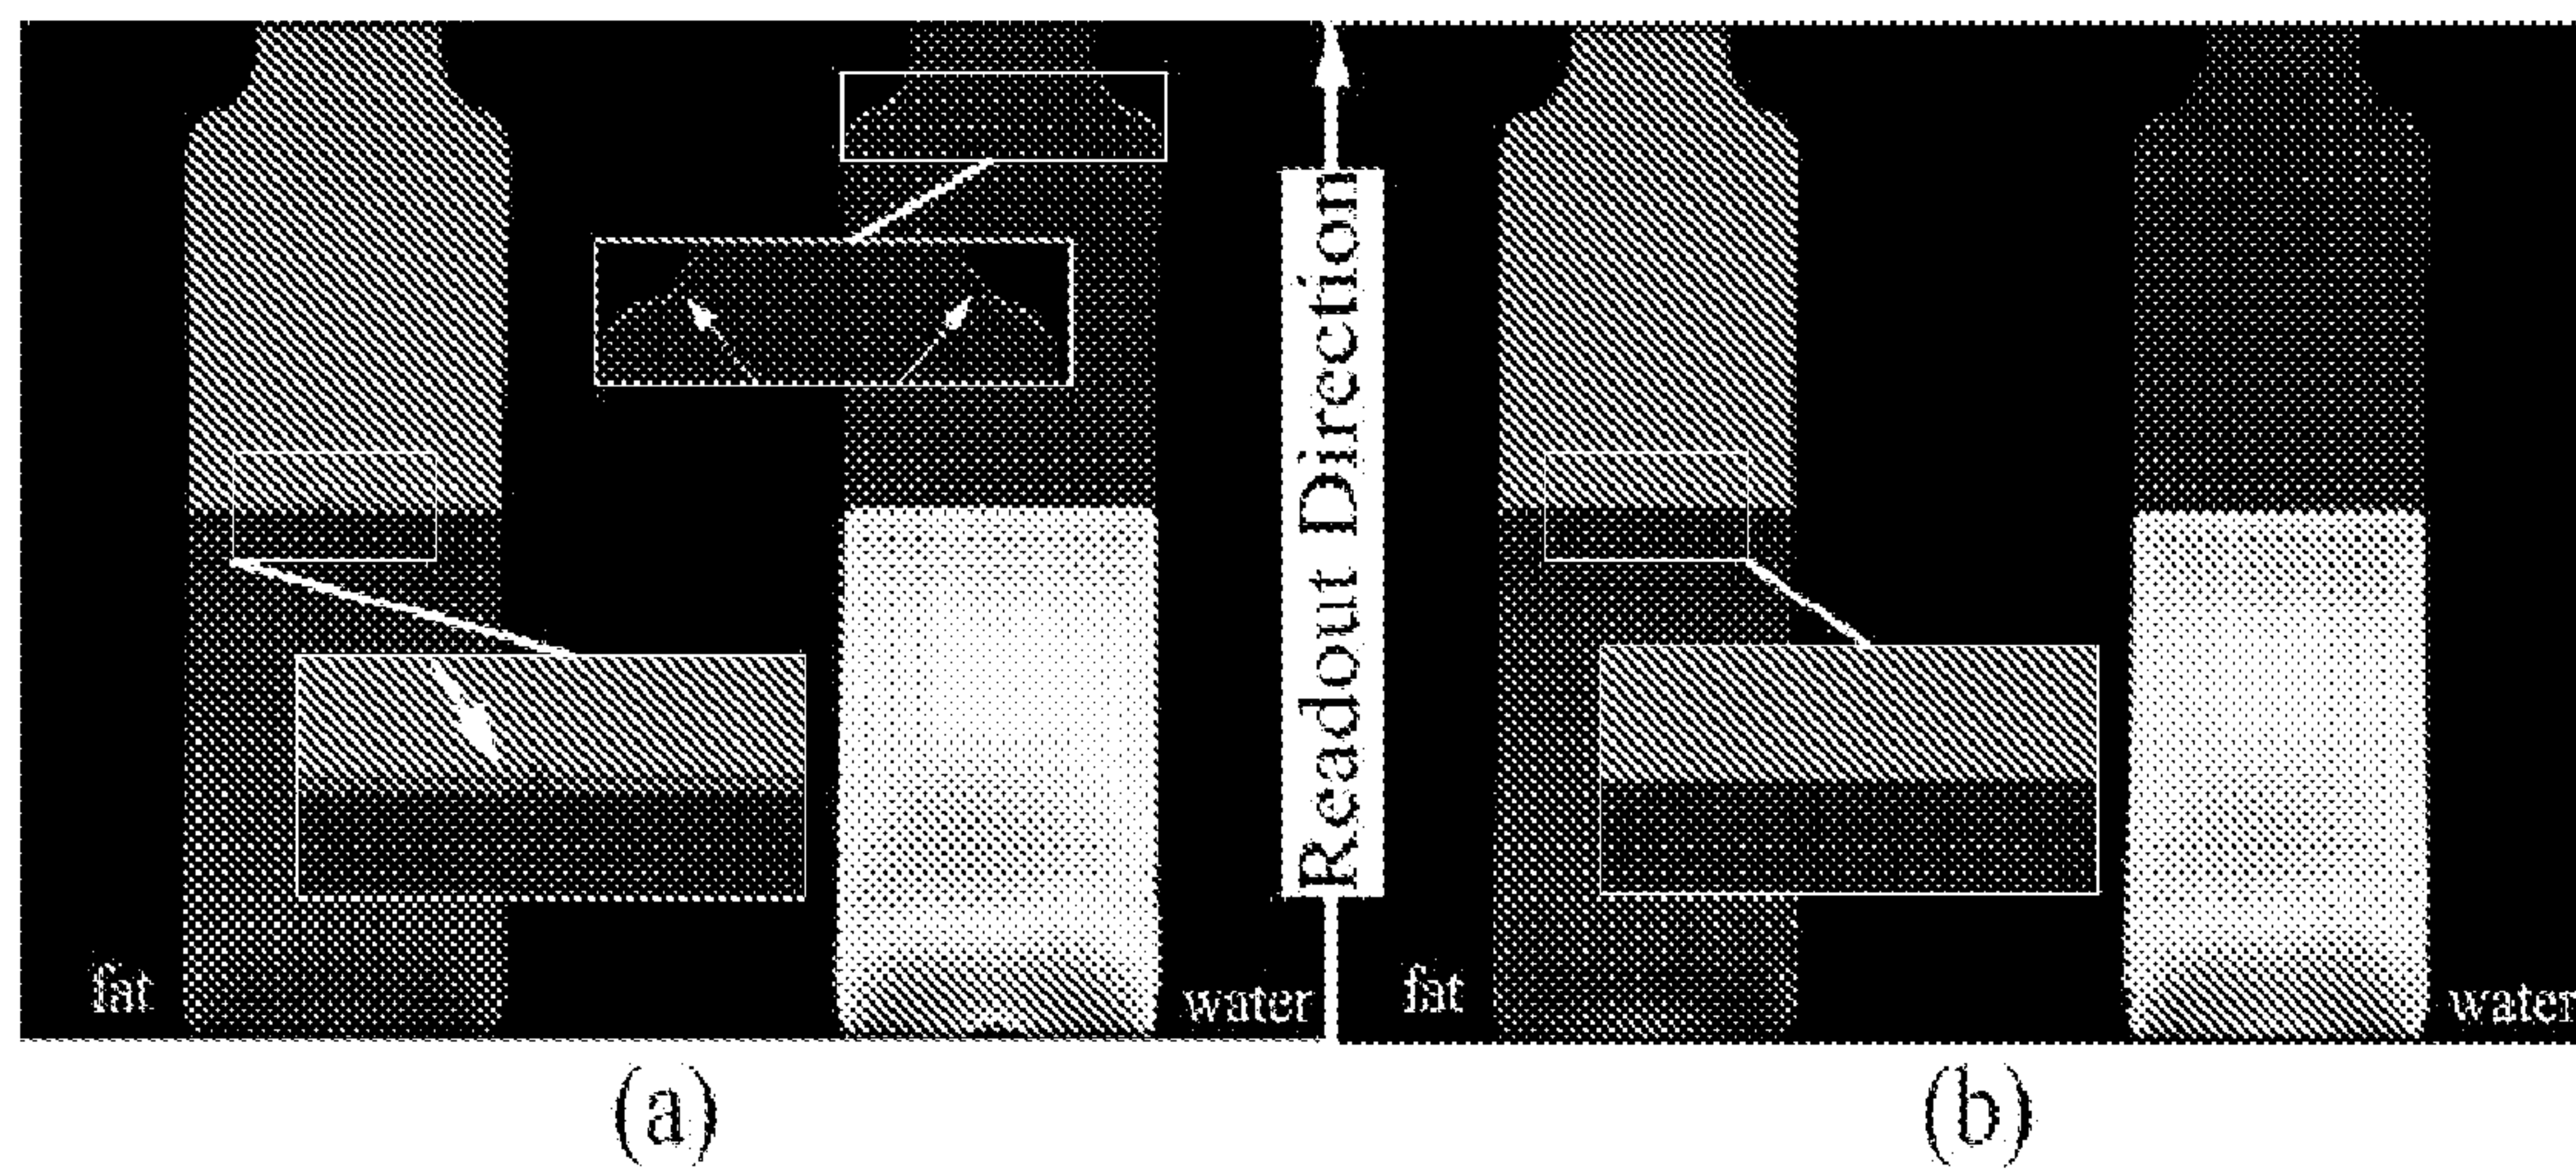 fat
water
Readout Direction
fat
water
(a)
(b)